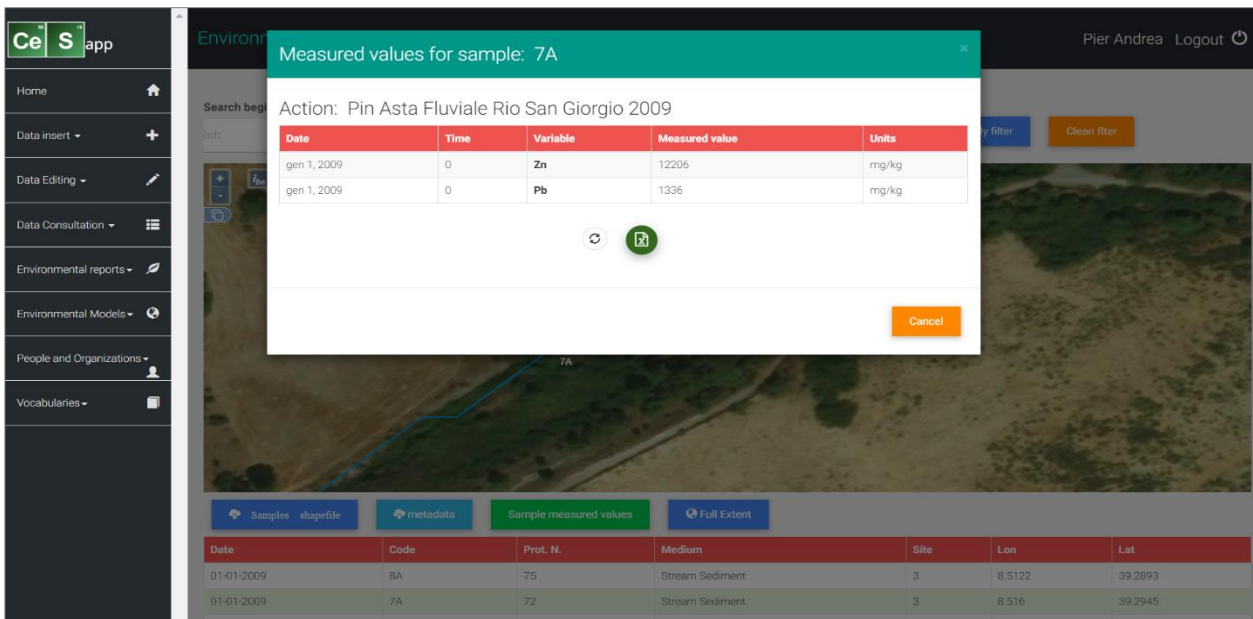 Ce S app
Home
Data insert
Data Editing
Data Consultation
Environmental reports
Environmental Models
People and Organizations
Vocabularies
Environ
Pier Andrea Logout
Measured values for sample: 7A
×
Search begi
bdt
y filter
Clean flter
Action: Pin Asta Fluviale Rio San Giorgio 2009
Date Time Variable Measured value Units
gen 1, 2009 0 Zn 12206 mg/kg
gen 1, 2009 0 Pb 1336 mg/kg
Cancel
7A
Samples shapefile metadata Sample measured values Full Extent
Date Code Prot. N. Medium Site Lon Lat
01-01-2009 8A 75 Stream Sediment 3 8.5122 39.2893
01-01-2009 7A 72 Stream Sediment 3 8.516 39.2945